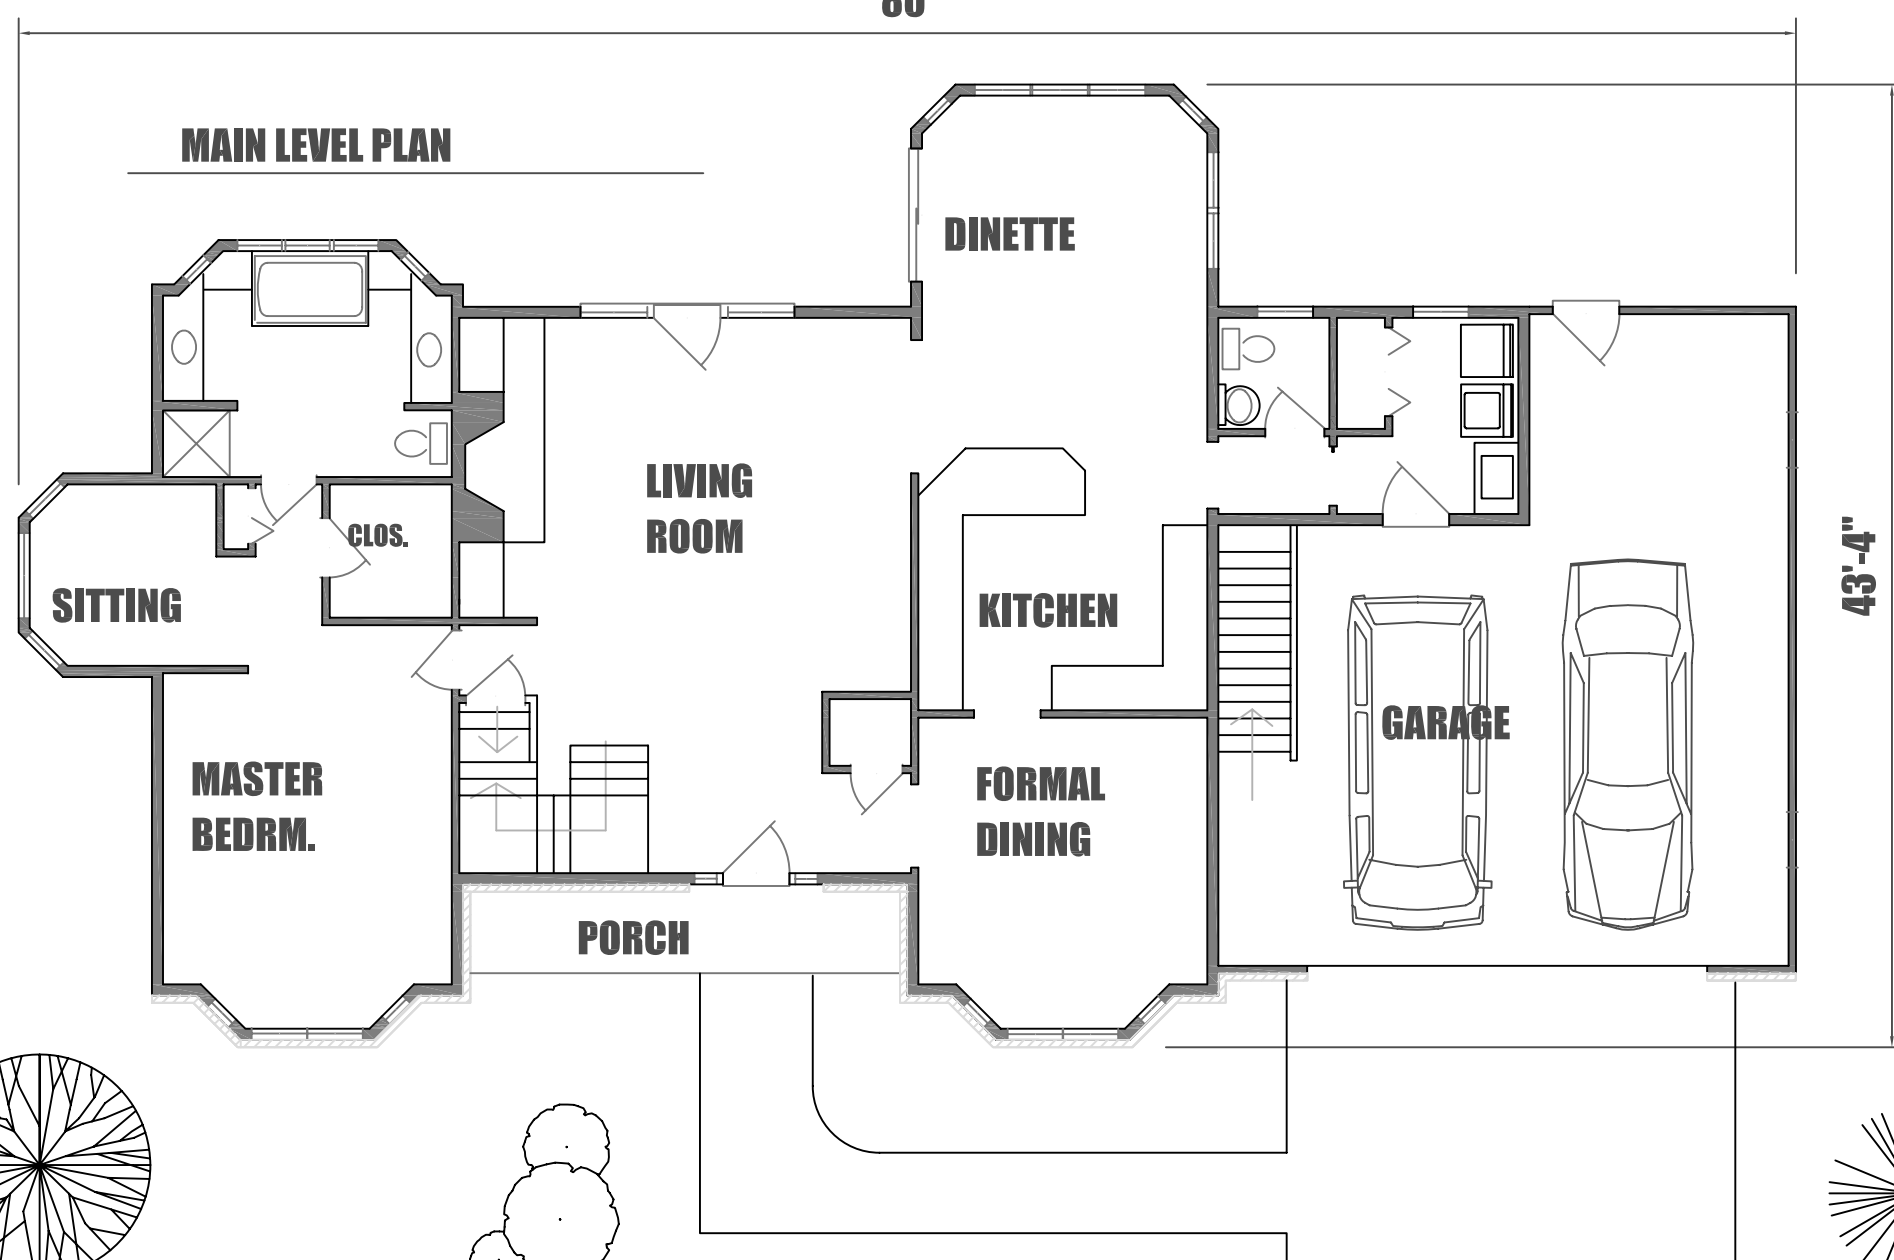 MAIN LEVEL PLAN
DINETTE
LIVING
ROOM
CLOS.
SITTING
KITCHEN
43'-4"
GARAGE
MASTER
BEDRM.
FORMAL
DINING
PORCH